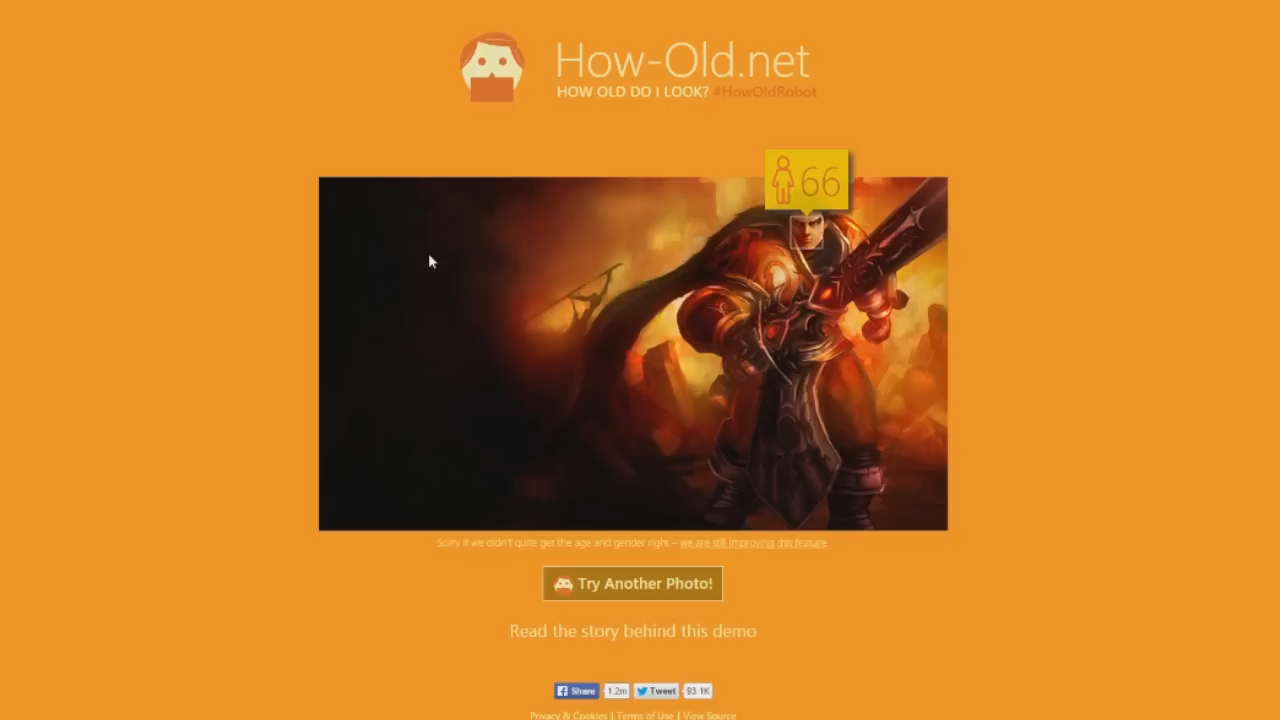 How-Old.net
HOW OLD DO I LOOK? #HowOldRobot
66
Sorry if we didn't quite get the age and gender right – we are still improving this feature
Try Another Photo!
Read the story behind this demo
Share 1.2m Tweet 93.1K
Privacy & Cookies | Terms of Use | View Source